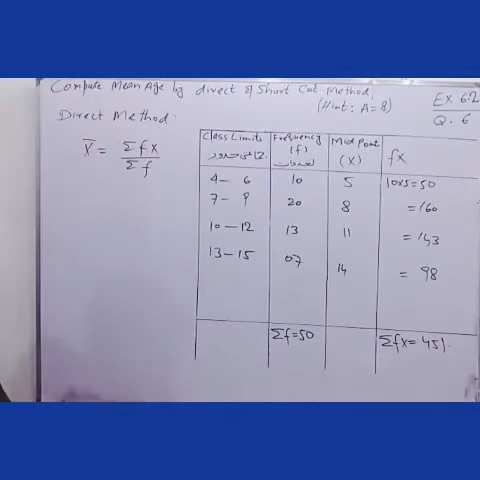 Compute Mean Age by direct & Short Cut Method.
(Hint: A=8)
EX 6.2
Q. 6
Direct Method.
X̄ = Σfx / Σf
Class Limits | Frequency (f) | Mid Point (X) | fx
4 – 6 | 10 | 5 | 10x5=50
7 – 9 | 20 | 8 | =160
10 – 12 | 13 | 11 | =143
13 – 15 | 07 | 14 | = 98
Σf=50 | Σfx= 451.